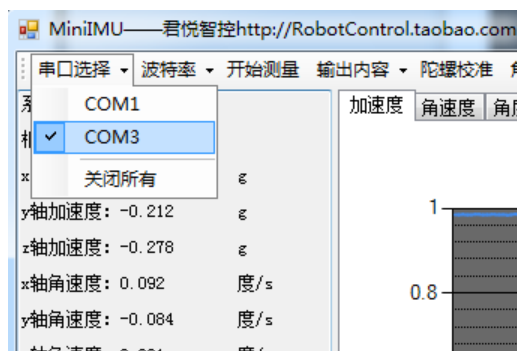 MiniIMU——君悦智控http://RobotControl.taobao.com
串口选择 波特率 开始测量 输出内容 陀螺校准
COM1
COM3
关闭所有
加速度 角速度
g
y轴加速度: -0.212 g
z轴加速度: -0.278 g
x轴角速度: 0.092 度/s
y轴角速度: -0.084 度/s
1
0.8